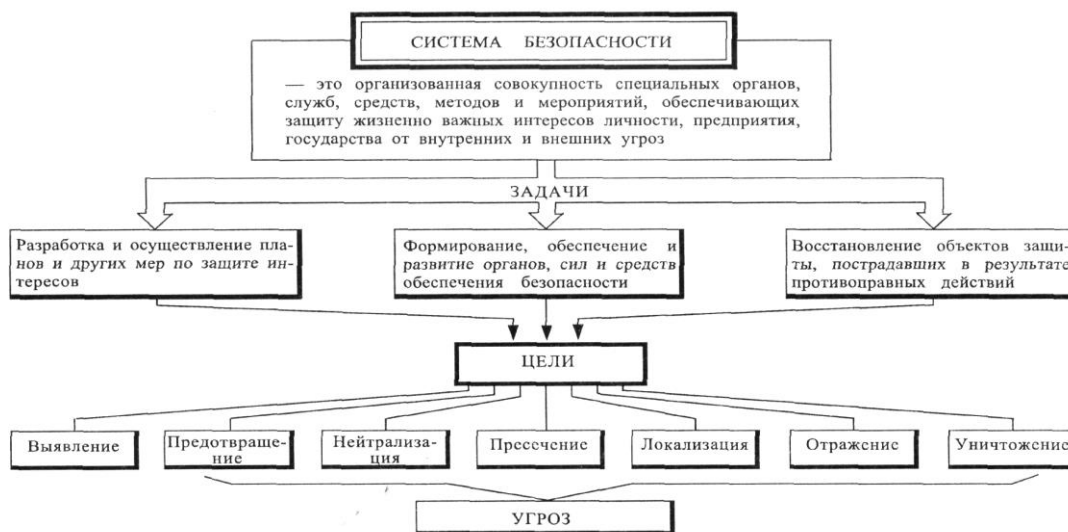 СИСТЕМА БЕЗОПАСНОСТИ
— это организованная совокупность специальных органов,
служб, средств, методов и мероприятий, обеспечивающих
защиту жизненно важных интересов личности, предприятия,
государства от внутренних и внешних угроз
ЗАДАЧИ
Разработка и осуществление пла-
нов и других мер по защите ин-
тересов
Формирование, обеспечение и
развитие органов, сил и средств
обеспечения безопасности
Восстановление объектов защи-
ты, пострадавших в результате
противоправных действий
ЦЕЛИ
Выявление
Предотвраще-
ние
Нейтрализа-
ция
Пресечение
Локализация
Отражение
Уничтожение
УГРОЗ